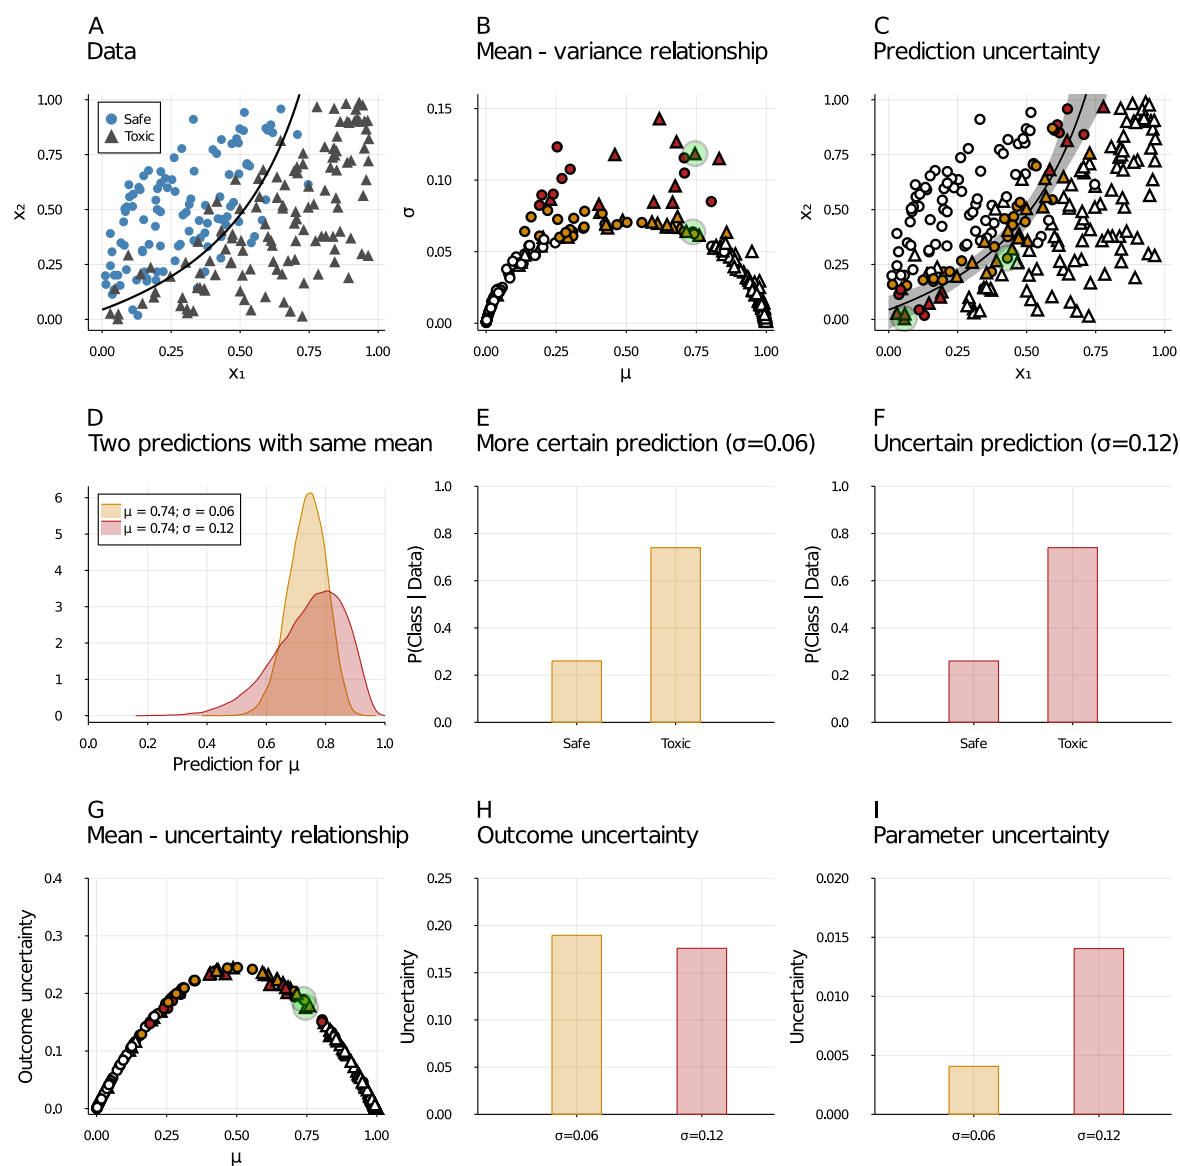 A
Data
1.00
0.75
0.50
0.25
0.00
x₂
Safe
Toxic
0.00
0.25
0.50
0.75
1.00
x₁
B
Mean - variance relationship
0.15
0.10
0.05
0.00
σ
0.00
0.25
0.50
0.75
1.00
μ
C
Prediction uncertainty
1.00
0.75
0.50
0.25
0.00
x₂
0.00
0.25
0.50
0.75
1.00
x₁
D
Two predictions with same mean
6
5
4
3
2
1
0
μ = 0.74; σ = 0.06
μ = 0.74; σ = 0.12
0.0
0.2
0.4
0.6
0.8
1.0
Prediction for μ
E
More certain prediction (σ=0.06)
1.0
0.8
0.6
0.4
0.2
0.0
P(Class | Data)
Safe
Toxic
F
Uncertain prediction (σ=0.12)
1.0
0.8
0.6
0.4
0.2
0.0
P(Class | Data)
Safe
Toxic
G
Mean - uncertainty relationship
0.4
0.3
0.2
0.1
0.0
Outcome uncertainty
0.00
0.25
0.50
0.75
1.00
μ
H
Outcome uncertainty
0.25
0.20
0.15
0.10
0.05
0.00
Uncertainty
σ=0.06
σ=0.12
I
Parameter uncertainty
0.020
0.015
0.010
0.005
0.000
Uncertainty
σ=0.06
σ=0.12